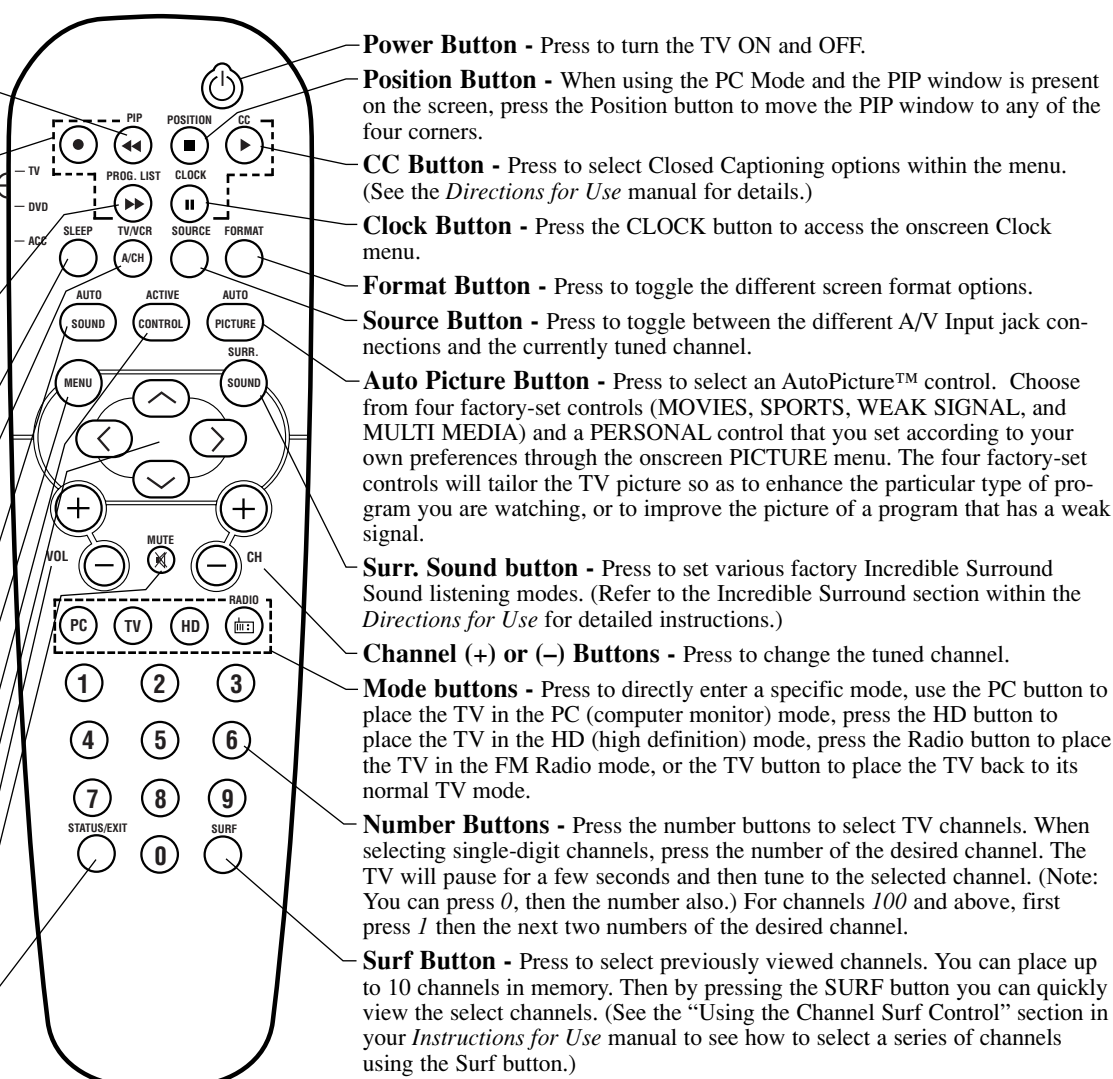 PIP POSITION CC
TV
PROG. LIST CLOCK
DVD
ACC
SLEEP TV/VCR SOURCE FORMAT
A/CH
AUTO ACTIVE AUTO
SOUND CONTROL PICTURE
SURR.
MENU SOUND
MUTE
VOL CH
RADIO
PC TV HD
1 2 3
4 5 6
7 8 9
STATUS/EXIT SURF
0
Power Button - Press to turn the TV ON and OFF.
Position Button - When using the PC Mode and the PIP window is present
on the screen, press the Position button to move the PIP window to any of the
four corners.
CC Button - Press to select Closed Captioning options within the menu.
(See the Directions for Use manual for details.)
Clock Button - Press the CLOCK button to access the onscreen Clock
menu.
Format Button - Press to toggle the different screen format options.
Source Button - Press to toggle between the different A/V Input jack con-
nections and the currently tuned channel.
Auto Picture Button - Press to select an AutoPicture™ control. Choose
from four factory-set controls (MOVIES, SPORTS, WEAK SIGNAL, and
MULTI MEDIA) and a PERSONAL control that you set according to your
own preferences through the onscreen PICTURE menu. The four factory-set
controls will tailor the TV picture so as to enhance the particular type of pro-
gram you are watching, or to improve the picture of a program that has a weak
signal.
Surr. Sound button - Press to set various factory Incredible Surround
Sound listening modes. (Refer to the Incredible Surround section within the
Directions for Use for detailed instructions.)
Channel (+) or (–) Buttons - Press to change the tuned channel.
Mode buttons - Press to directly enter a specific mode, use the PC button to
place the TV in the PC (computer monitor) mode, press the HD button to
place the TV in the HD (high definition) mode, press the Radio button to place
the TV in the FM Radio mode, or the TV button to place the TV back to its
normal TV mode.
Number Buttons - Press the number buttons to select TV channels. When
selecting single-digit channels, press the number of the desired channel. The
TV will pause for a few seconds and then tune to the selected channel. (Note:
You can press 0, then the number also.) For channels 100 and above, first
press 1 then the next two numbers of the desired channel.
Surf Button - Press to select previously viewed channels. You can place up
to 10 channels in memory. Then by pressing the SURF button you can quickly
view the select channels. (See the “Using the Channel Surf Control” section in
your Instructions for Use manual to see how to select a series of channels
using the Surf button.)